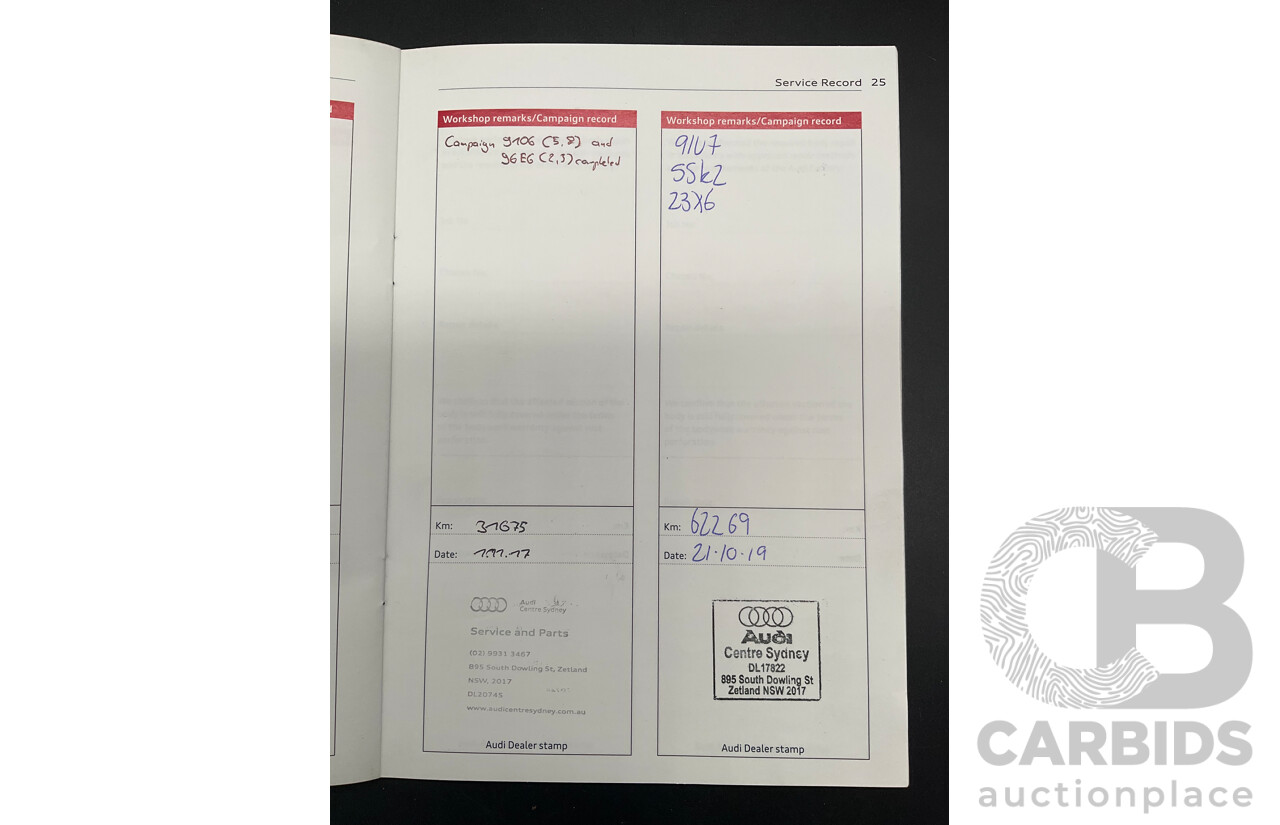 Service Record 25
Workshop remarks/Campaign record
Campaign 9106 (5,8) and
96E6 (2,3) completed
Km: 31675
Date: 1.11.17
Audi
Centre Sydney
Service and Parts
(02) 9931 3467
895 South Dowling St, Zetland
NSW, 2017
DL20745
www.audicentresydney.com.au
Audi Dealer stamp
Workshop remarks/Campaign record
91U7
5Sk2
23X6
Km: 62269
Date: 21·10·19
Audi
Centre Sydney
DL17822
895 South Dowling St
Zetland NSW 2017
Audi Dealer stamp
CB
CARBIDS
auctionplace